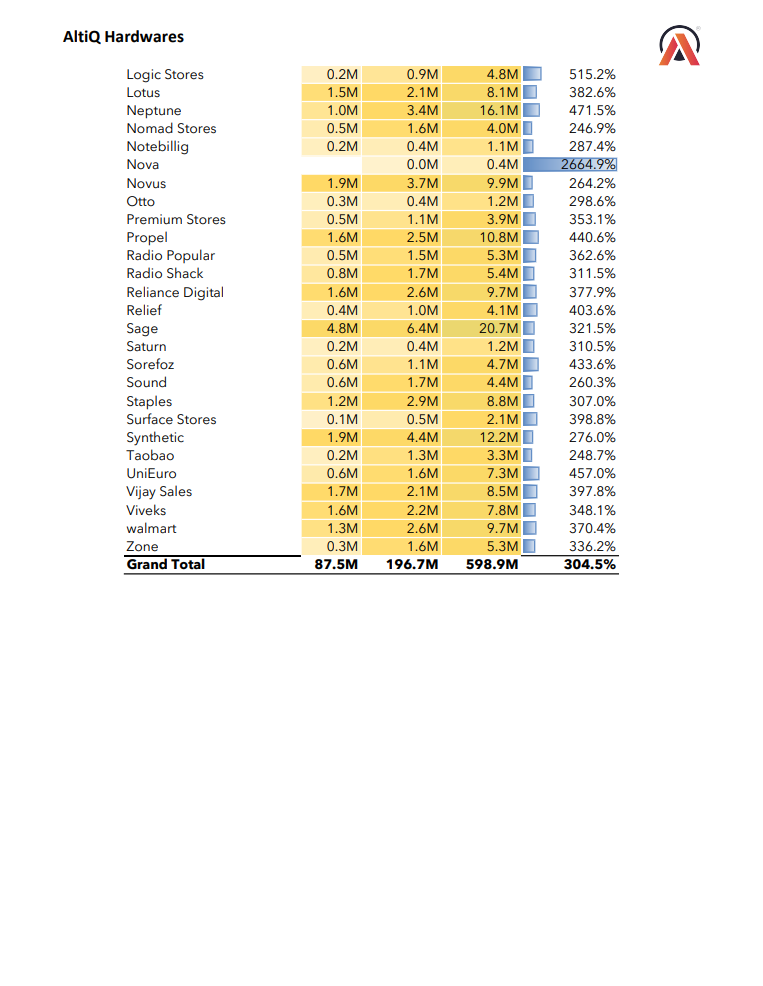 AltiQ Hardwares
Logic Stores 0.2M 0.9M 4.8M 515.2%
Lotus 1.5M 2.1M 8.1M 382.6%
Neptune 1.0M 3.4M 16.1M 471.5%
Nomad Stores 0.5M 1.6M 4.0M 246.9%
Notebillig 0.2M 0.4M 1.1M 287.4%
Nova 0.0M 0.4M 2664.9%
Novus 1.9M 3.7M 9.9M 264.2%
Otto 0.3M 0.4M 1.2M 298.6%
Premium Stores 0.5M 1.1M 3.9M 353.1%
Propel 1.6M 2.5M 10.8M 440.6%
Radio Popular 0.5M 1.5M 5.3M 362.6%
Radio Shack 0.8M 1.7M 5.4M 311.5%
Reliance Digital 1.6M 2.6M 9.7M 377.9%
Relief 0.4M 1.0M 4.1M 403.6%
Sage 4.8M 6.4M 20.7M 321.5%
Saturn 0.2M 0.4M 1.2M 310.5%
Sorefoz 0.6M 1.1M 4.7M 433.6%
Sound 0.6M 1.7M 4.4M 260.3%
Staples 1.2M 2.9M 8.8M 307.0%
Surface Stores 0.1M 0.5M 2.1M 398.8%
Synthetic 1.9M 4.4M 12.2M 276.0%
Taobao 0.2M 1.3M 3.3M 248.7%
UniEuro 0.6M 1.6M 7.3M 457.0%
Vijay Sales 1.7M 2.1M 8.5M 397.8%
Viveks 1.6M 2.2M 7.8M 348.1%
walmart 1.3M 2.6M 9.7M 370.4%
Zone 0.3M 1.6M 5.3M 336.2%
Grand Total 87.5M 196.7M 598.9M 304.5%